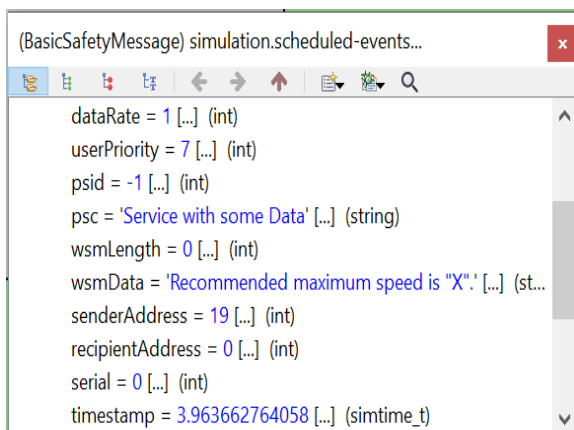 (BasicSafetyMessage) simulation.scheduled-events...
x
dataRate = 1 [...] (int)
userPriority = 7 [...] (int)
psid = -1 [...] (int)
psc = 'Service with some Data' [...] (string)
wsmLength = 0 [...] (int)
wsmData = 'Recommended maximum speed is "X".' [...] (st...
senderAddress = 19 [...] (int)
recipientAddress = 0 [...] (int)
serial = 0 [...] (int)
timestamp = 3.963662764058 [...] (simtime_t)